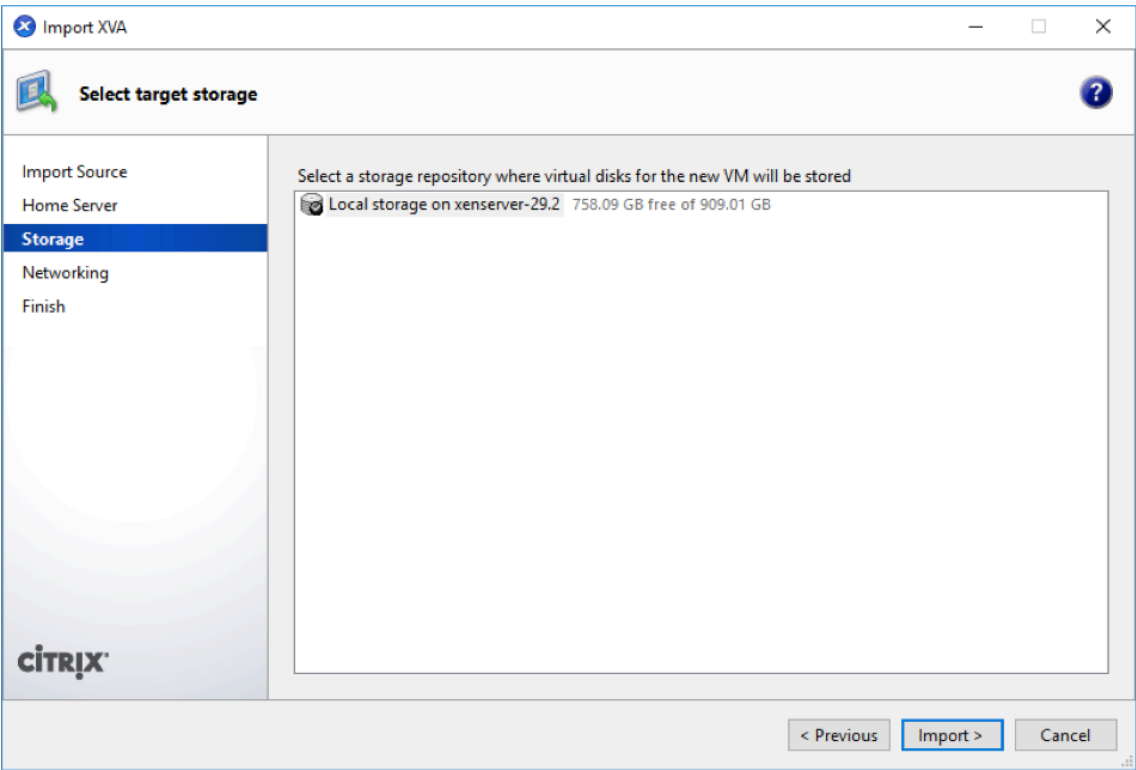 Import XVA
Select target storage
?
Import Source
Home Server
Storage
Networking
Finish
Select a storage repository where virtual disks for the new VM will be stored
Local storage on xenserver-29.2 758.09 GB free of 909.01 GB
CİTRỊX
< Previous
Import >
Cancel